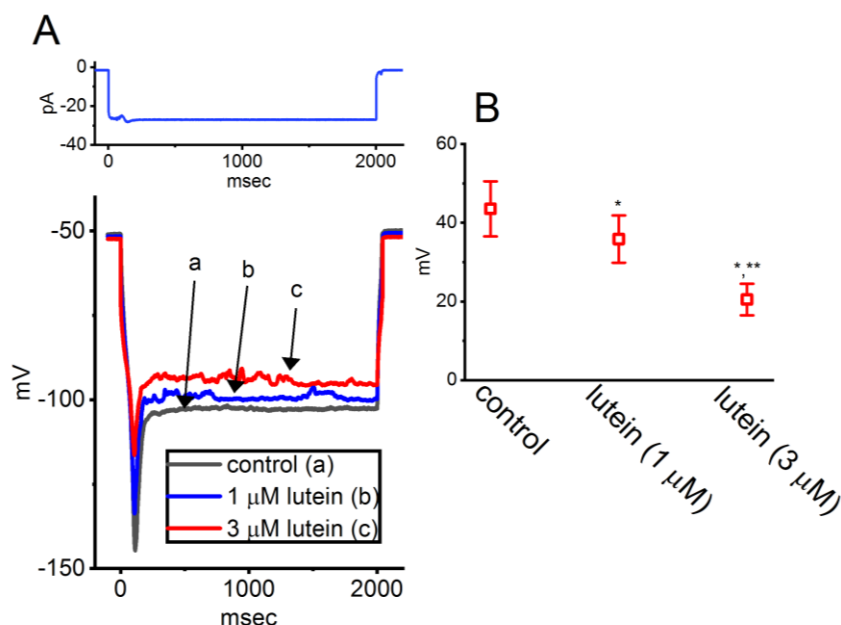 A
0
-20
-40
pA
0 1000 2000
msec
B
60
40
20
0
mV
*
*,**
control
lutein (1 μM)
lutein (3 μM)
-50
-100
-150
mV
a
b
c
control (a)
1 μM lutein (b)
3 μM lutein (c)
0 1000 2000
msec